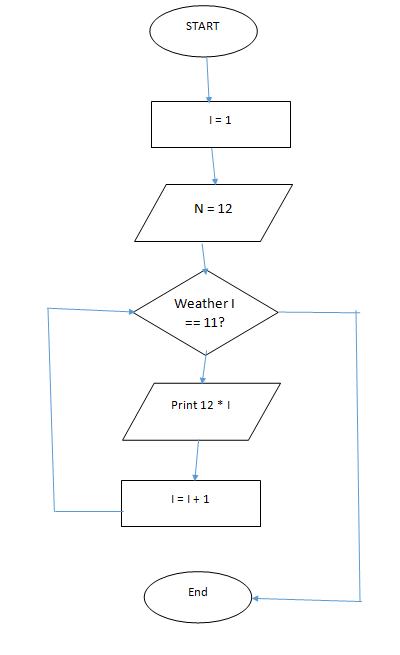 START
I = 1
N = 12
Weather I
== 11?
Print 12 * I
I = I + 1
End